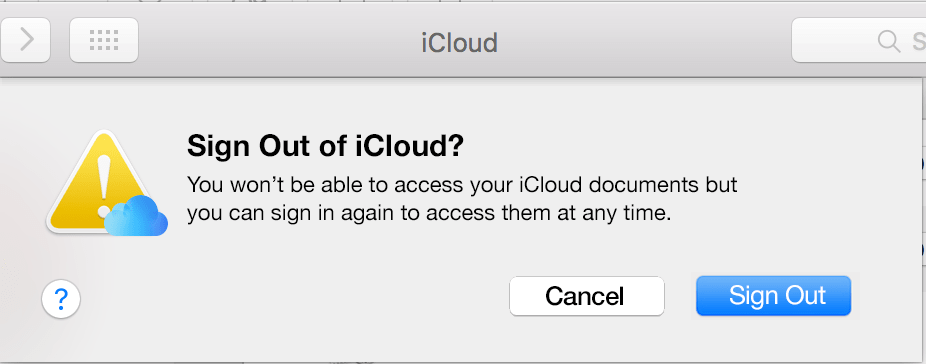 iCloud
Sign Out of iCloud?
You won't be able to access your iCloud documents but
you can sign in again to access them at any time.
?
Cancel
Sign Out